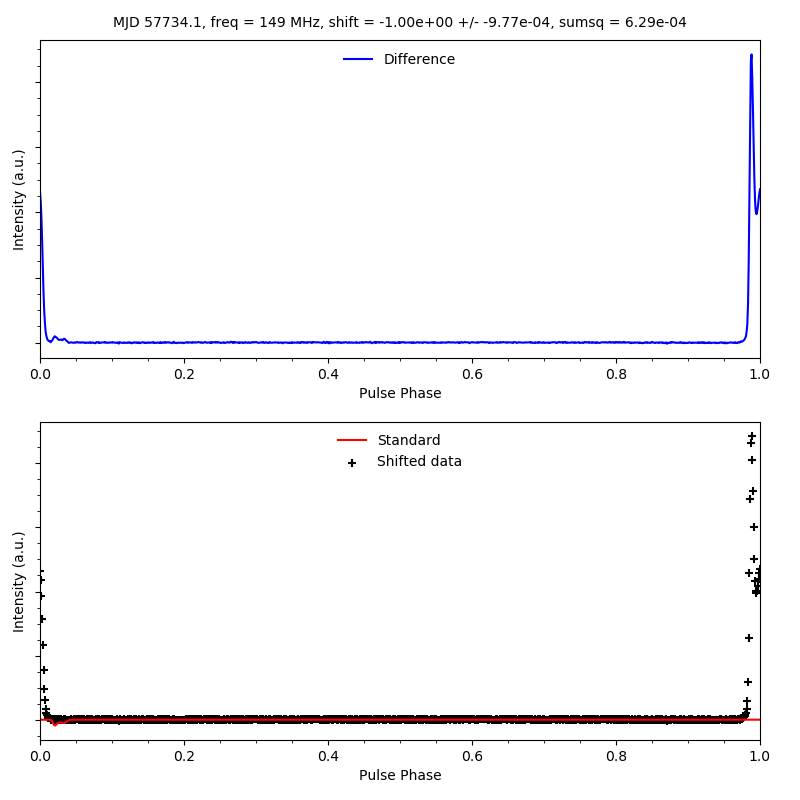 MJD 57734.1, freq = 149 MHz, shift = -1.00e+00 +/- -9.77e-04, sumsq = 6.29e-04
Difference
Intensity (a.u.)
0.0 0.2 0.4 0.6 0.8 1.0
Pulse Phase
Standard
Shifted data
Intensity (a.u.)
0.0 0.2 0.4 0.6 0.8 1.0
Pulse Phase